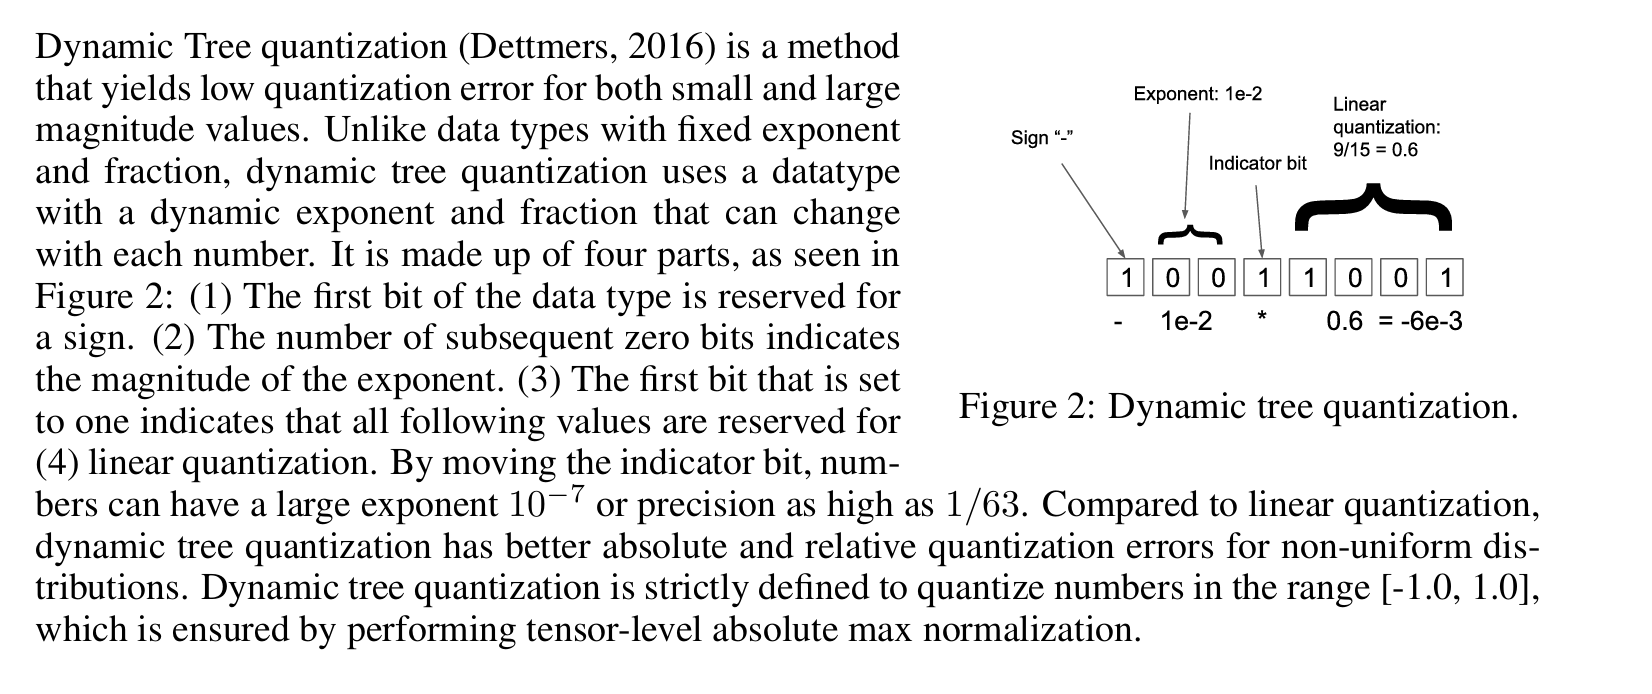 Dynamic Tree quantization (Dettmers, 2016) is a method
that yields low quantization error for both small and large
magnitude values. Unlike data types with fixed exponent
and fraction, dynamic tree quantization uses a datatype
with a dynamic exponent and fraction that can change
with each number. It is made up of four parts, as seen in
Figure 2: (1) The first bit of the data type is reserved for
a sign. (2) The number of subsequent zero bits indicates
the magnitude of the exponent. (3) The first bit that is set
to one indicates that all following values are reserved for
(4) linear quantization. By moving the indicator bit, num-
bers can have a large exponent 10⁻⁷ or precision as high as 1/63. Compared to linear quantization,
dynamic tree quantization has better absolute and relative quantization errors for non-uniform dis-
tributions. Dynamic tree quantization is strictly defined to quantize numbers in the range [-1.0, 1.0],
which is ensured by performing tensor-level absolute max normalization.
Exponent: 1e-2
Linear
quantization:
9/15 = 0.6
Sign “-”
Indicator bit
1 0 0 1 1 0 0 1
- 1e-2 * 0.6 = -6e-3
Figure 2: Dynamic tree quantization.